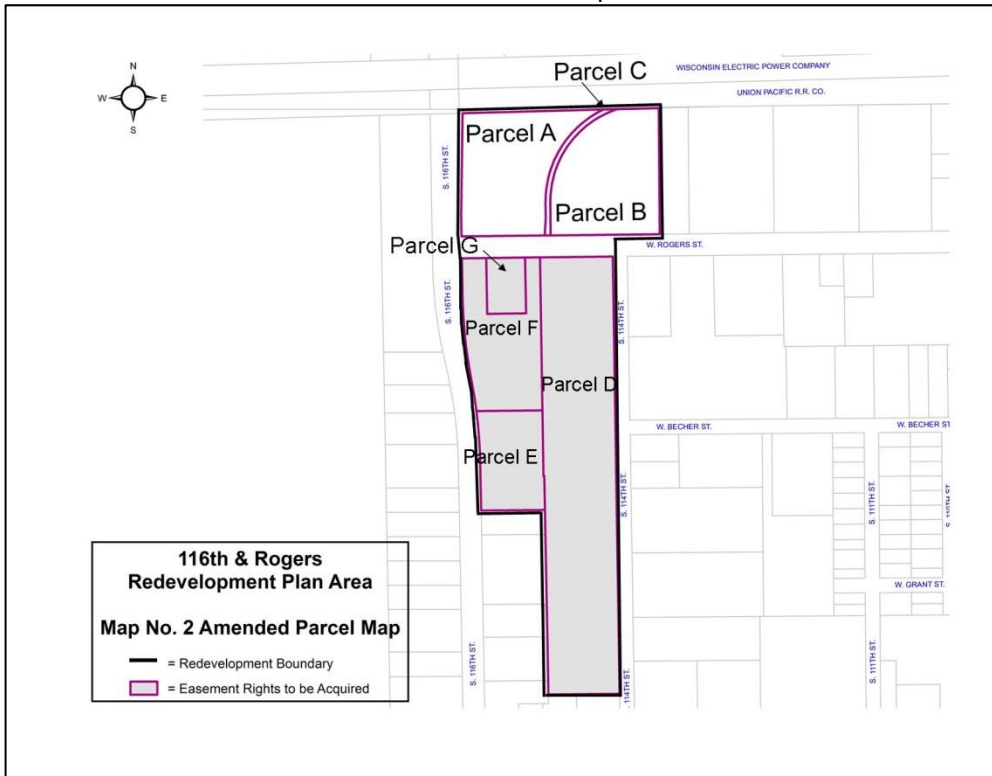 N
W E
S
Parcel C
WISCONSIN ELECTRIC POWER COMPANY
UNION PACIFIC R.R. CO.
Parcel A
S. 116TH ST.
Parcel B
W. ROGERS ST.
Parcel G
S. 116TH ST.
S. 114TH ST.
Parcel F
Parcel D
W. BECHER ST.
W. BECHER ST
Parcel E
S. 114TH ST.
S. 111TH ST.
S. 110TH ST.
W. GRANT ST.
116th & Rogers
Redevelopment Plan Area
Map No. 2 Amended Parcel Map
= Redevelopment Boundary
= Easement Rights to be Acquired
S. 116TH ST.
S. 114TH ST.
S. 111TH ST.